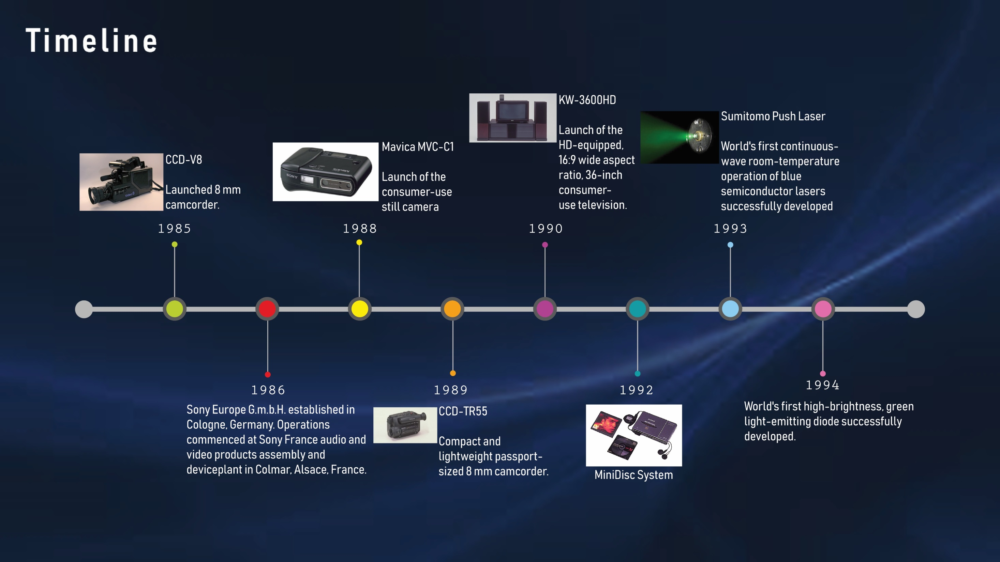 Timeline
CCD-V8
Launched 8 mm
camcorder.
1985
SONY
Mavica
Mavica MVC-C1
Launch of the
consumer-use
still camera
1988
KW-3600HD
Launch of the
HD-equipped,
16:9 wide aspect
ratio, 36-inch
consumer-
use television.
1990
Sumitomo Push Laser
World's first continuous-
wave room-temperature
operation of blue
semiconductor lasers
successfully developed
1993
Video 8
1986
Sony Europe G.m.b.H. established in
Cologne, Germany. Operations
commenced at Sony France audio and
video products assembly and
deviceplant in Colmar, Alsace, France.
1989
CCD-TR55
Compact and
lightweight passport-
sized 8 mm camcorder.
1992
SONY
MiniDisc System
1994
World's first high-brightness, green
light-emitting diode successfully
developed.